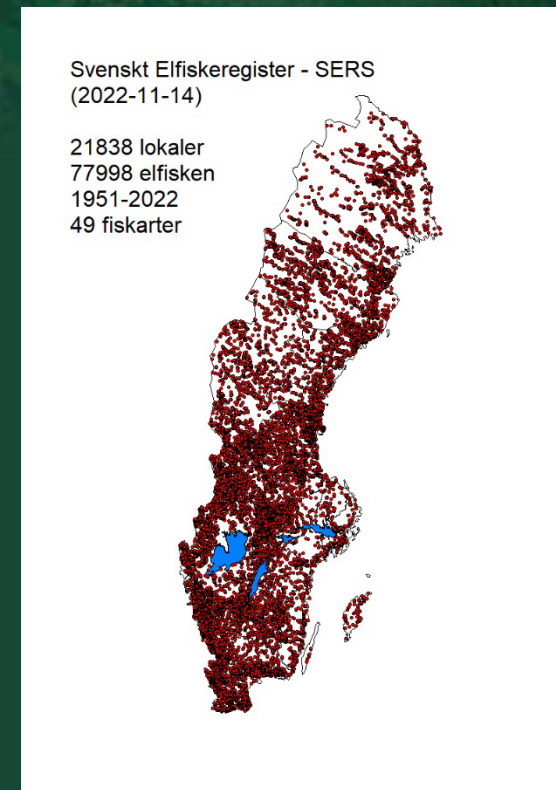 Svenskt Elfiskeregister - SERS
(2022-11-14)
21838 lokaler
77998 elfisken
1951-2022
49 fiskarter